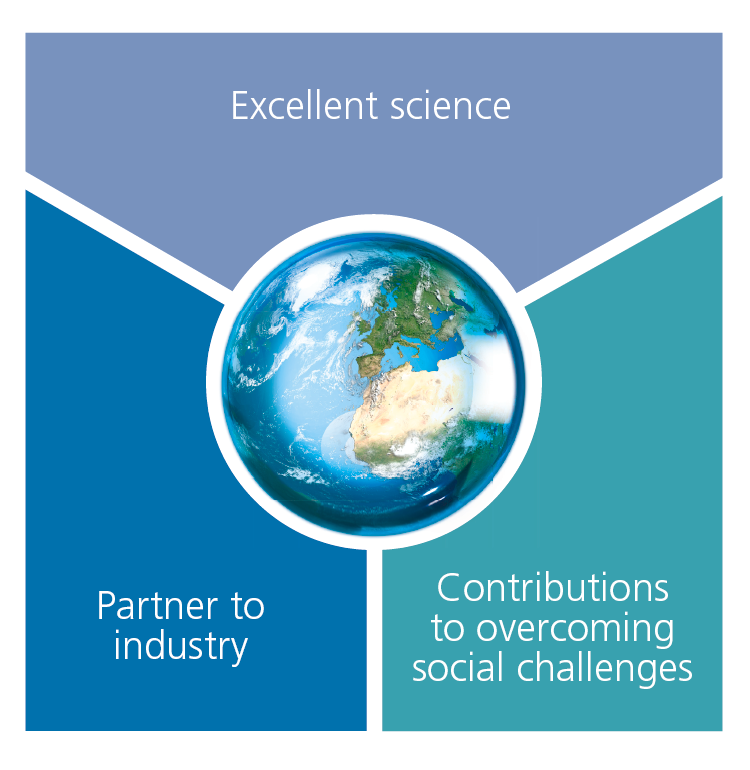 Excellent science
Partner to
industry
Contributions
to overcoming
social challenges